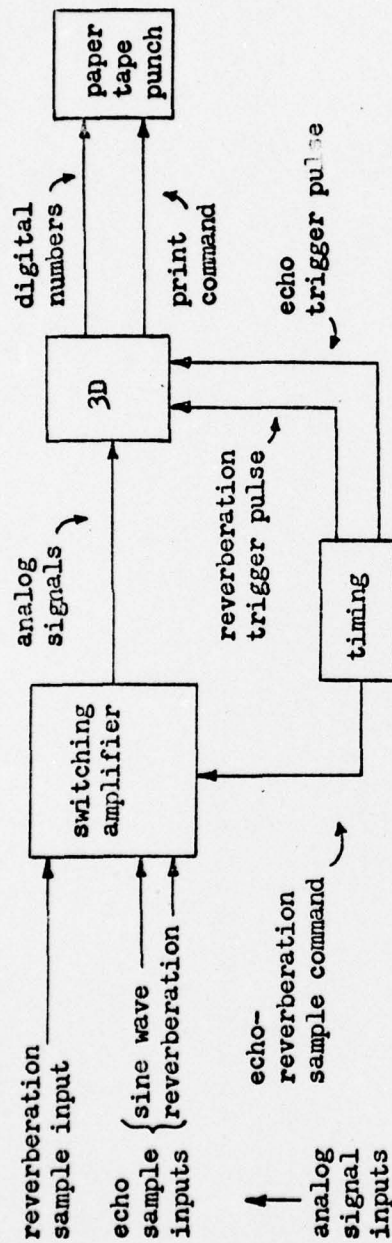 reverberation
sample input
echo
sample
inputs
sine wave
reverberation
switching
amplifier
analog
signals
3D
digital
numbers
print
command
paper
tape
punch
echo-
reverberation
sample command
timing
reverberation
trigger pulse
echo
trigger pulse
analog
signal
inputs